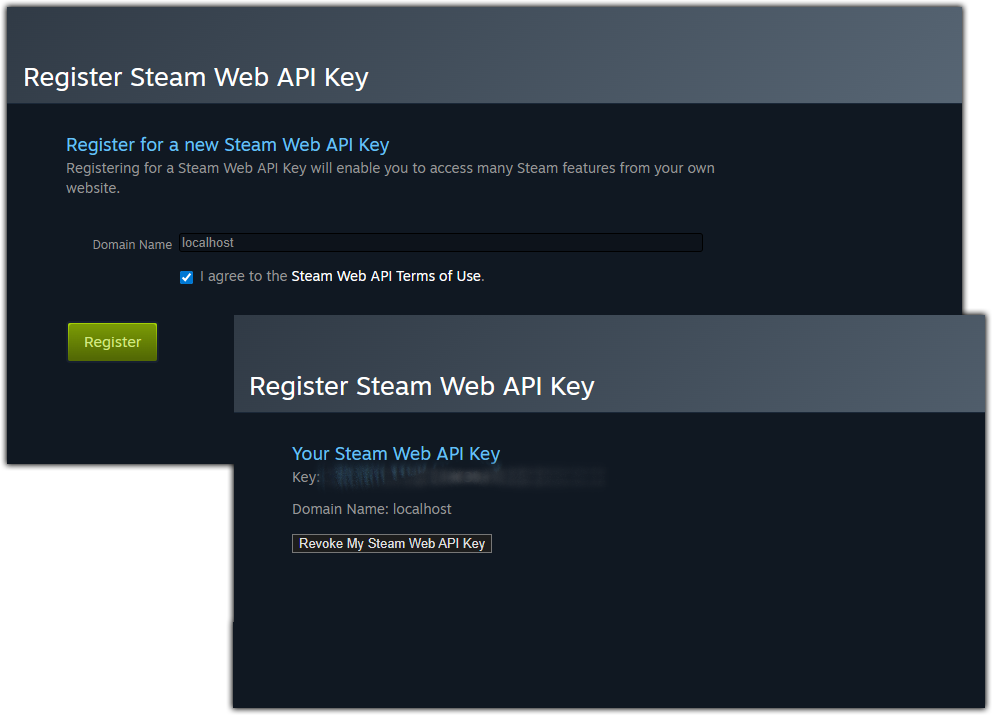 Register Steam Web API Key
Register for a new Steam Web API Key
Registering for a Steam Web API Key will enable you to access many Steam features from your own
website.
Domain Name localhost
I agree to the Steam Web API Terms of Use.
Register
Register Steam Web API Key
Your Steam Web API Key
Key:
Domain Name: localhost
Revoke My Steam Web API Key